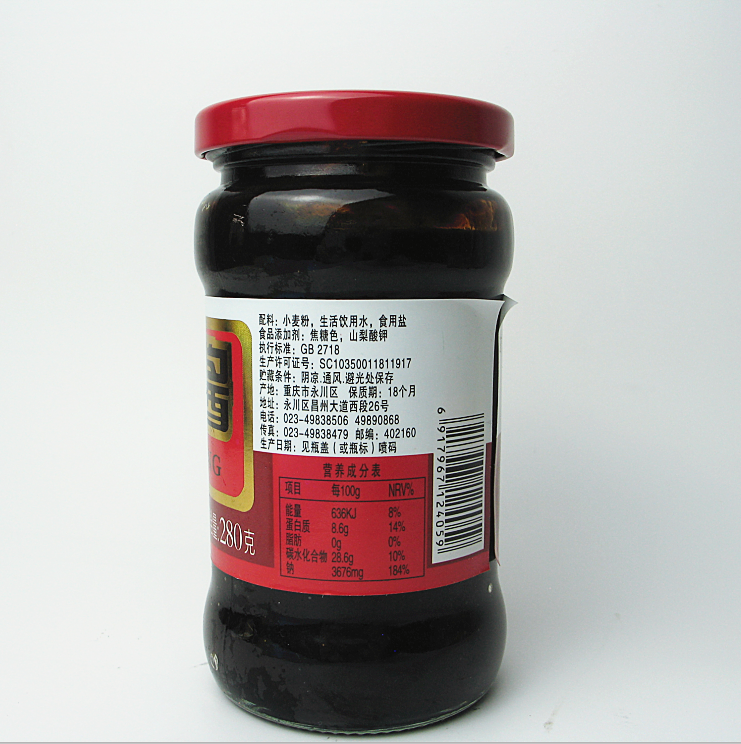 酱
G
量280克
配料：小麦粉，生活饮用水，食用盐
食品添加剂：焦糖色，山梨酸钾
执行标准：GB 2718
生产许可证号：SC10350011811917
贮藏条件：阴凉.通风.避光处保存
产地：重庆市永川区 保质期：18个月
地址：永川区昌州大道西段26号
电话：023-49838506 49890868
传真：023-49838479 邮编：402160
生产日期：见瓶盖（或瓶标）喷码
营养成分表
项目 每100g NRV%
能量 636KJ 8%
蛋白质 8.6g 14%
脂肪 0g 0%
碳水化合物 28.6g 10%
钠 3676mg 184%
6917967124059